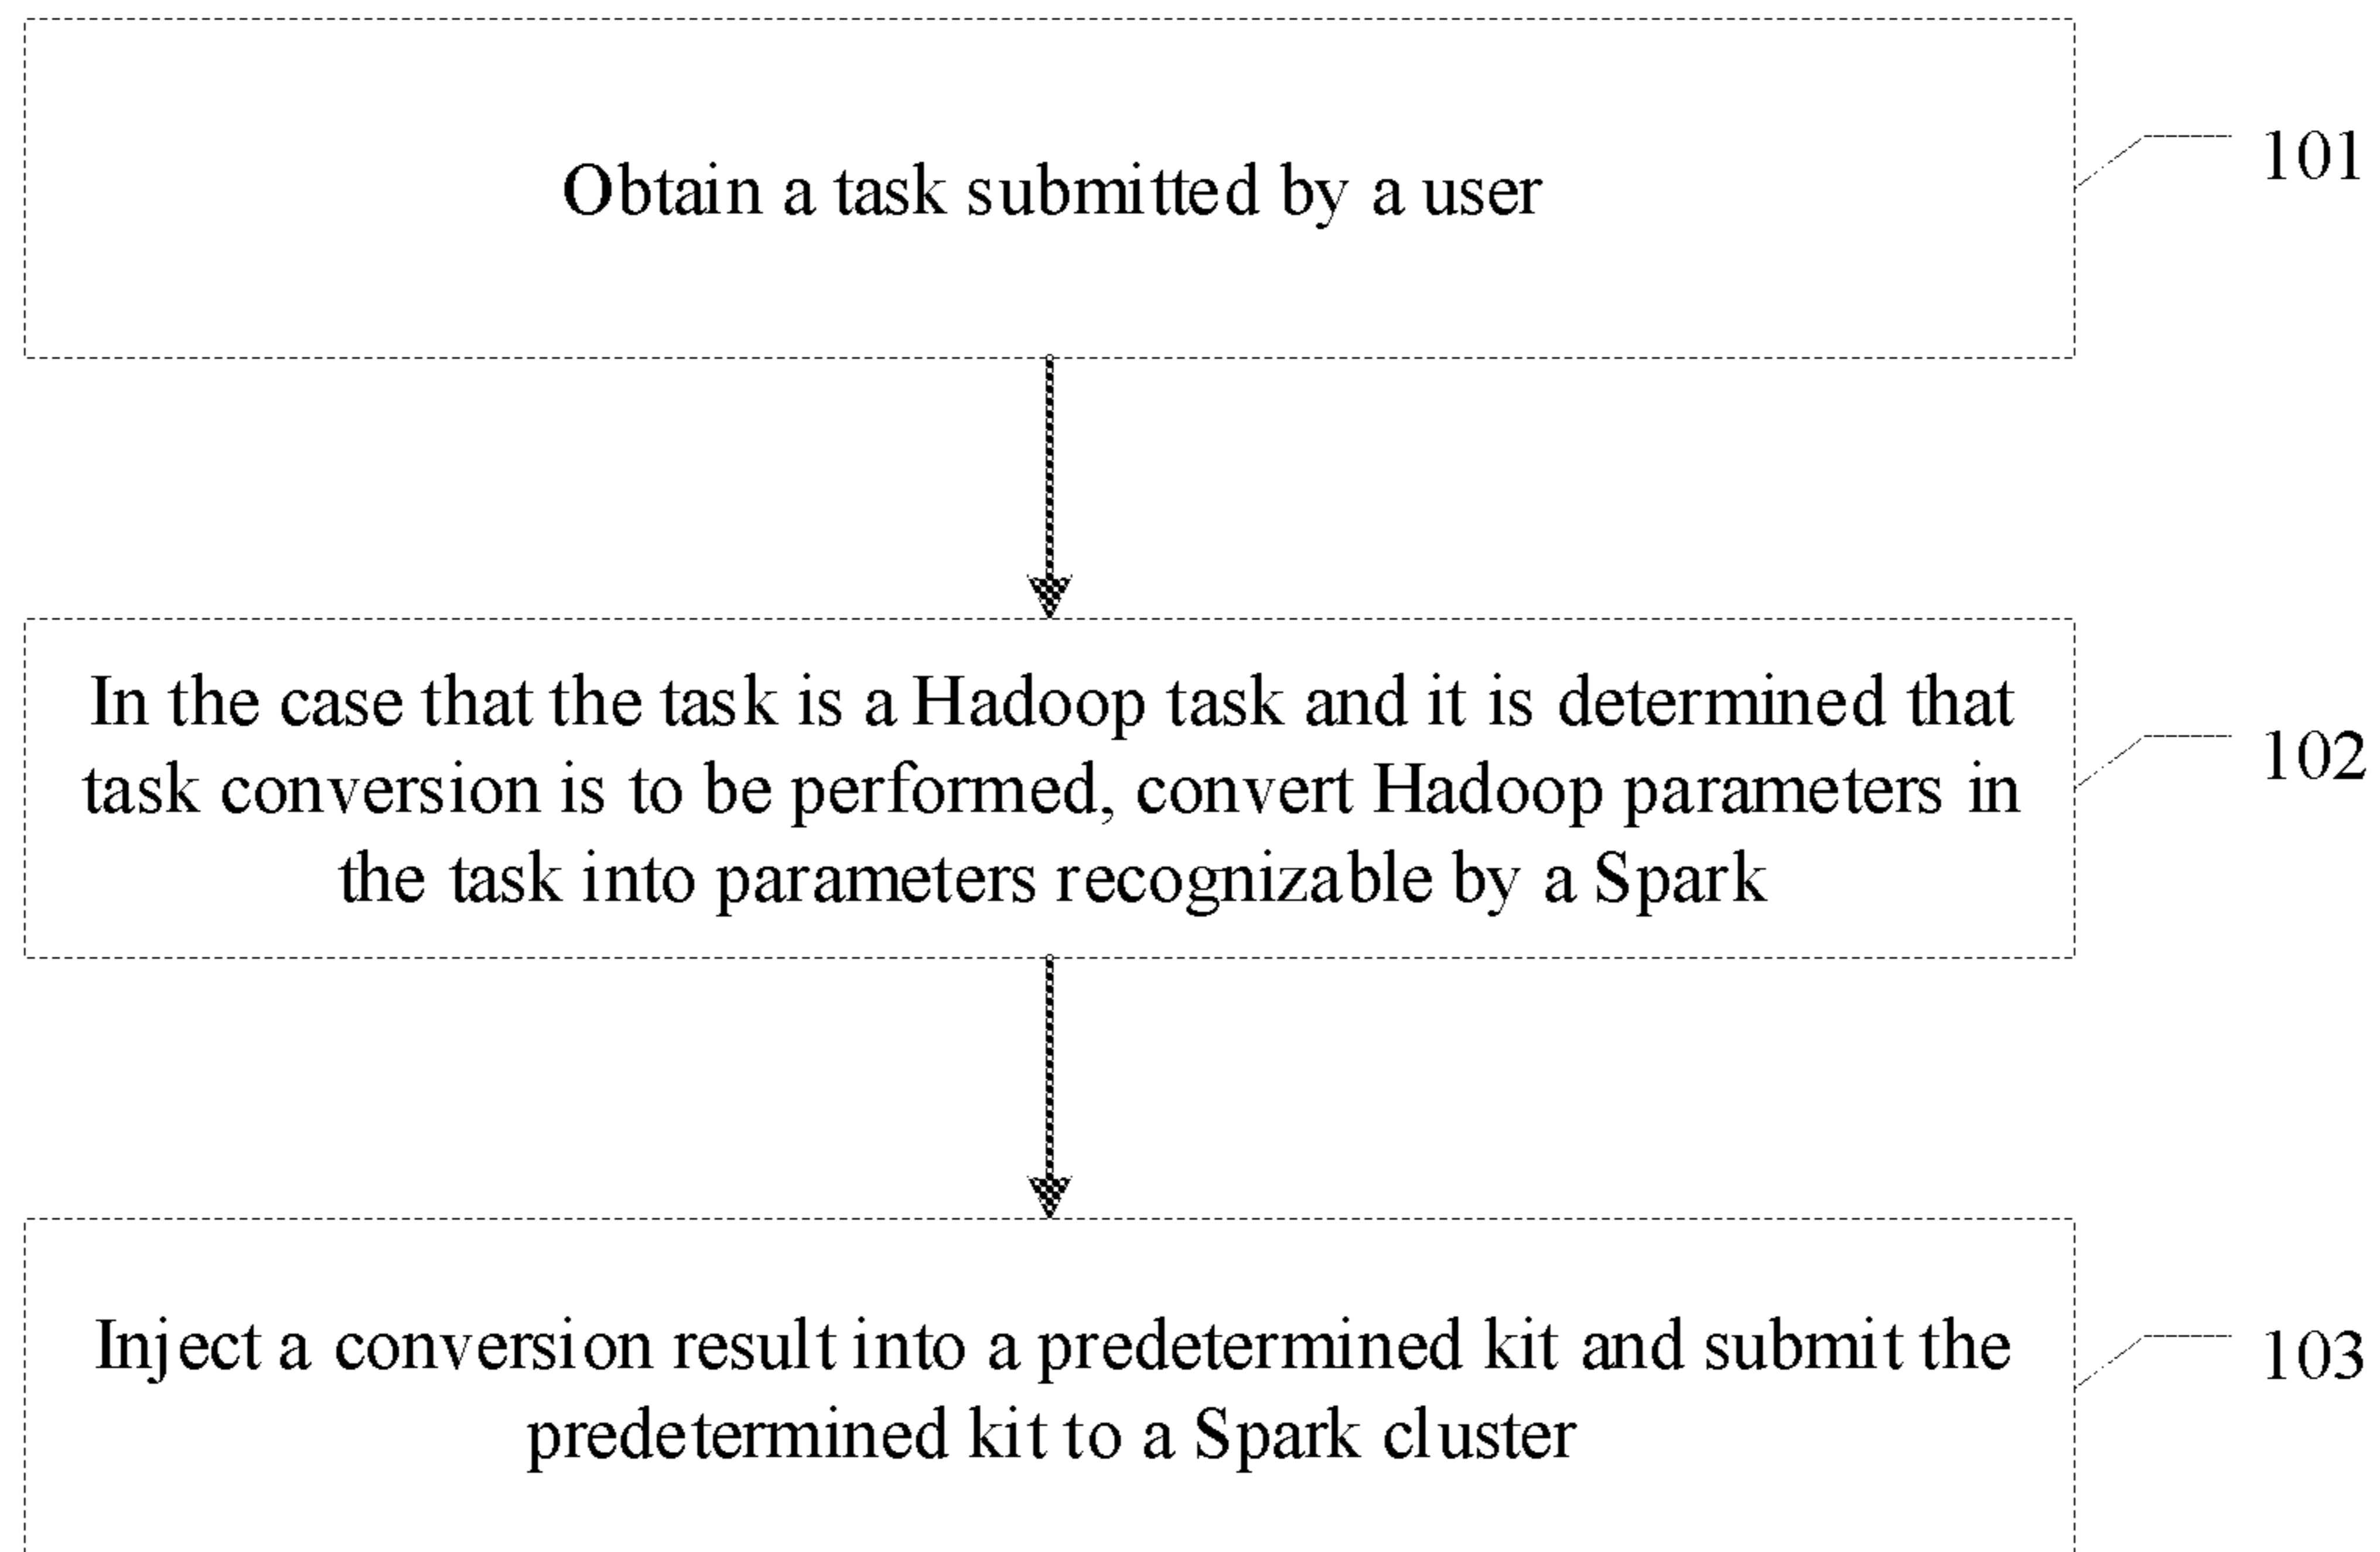 Obtain a task submitted by a user
101
In the case that the task is a Hadoop task and it is determined that
task conversion is to be performed, convert Hadoop parameters in
the task into parameters recognizable by a Spark
102
Inject a conversion result into a predetermined kit and submit the
predetermined kit to a Spark cluster
103